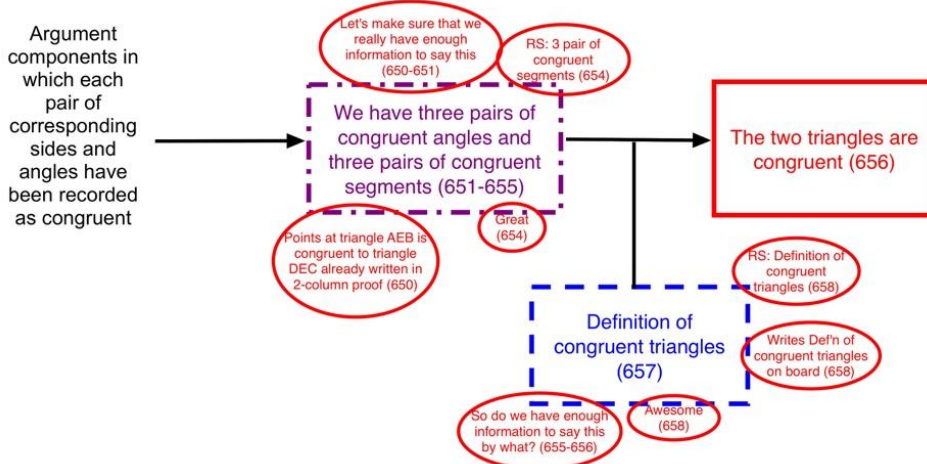 Argument
components in
which each
pair of
corresponding
sides and
angles have
been recorded
as congruent
Let's make sure that we
really have enough
information to say this
(650-651)
RS: 3 pair of
congruent
segments (654)
We have three pairs of
congruent angles and
three pairs of congruent
segments (651-655)
Points at triangle AEB is
congruent to triangle
DEC already written in
2-column proof (650)
Great
(654)
The two triangles are
congruent (656)
RS: Definition of
congruent
triangles (658)
Definition of
congruent triangles
(657)
Writes Def'n of
congruent triangles
on board (658)
So do we have enough
information to say this
by what? (655-656)
Awesome
(658)